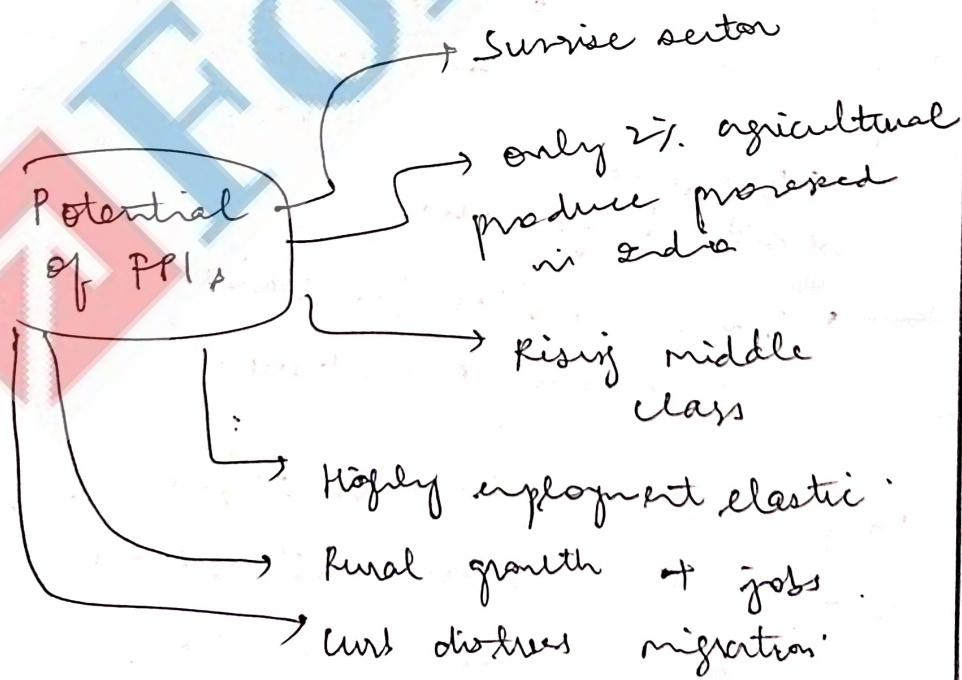 Sunrise sector
only 2%. agricultural
produce processed
in India
Potential
of FPIs
Rising middle
class
Highly employment elastic.
Rural growth + jobs.
Curb distress migration.